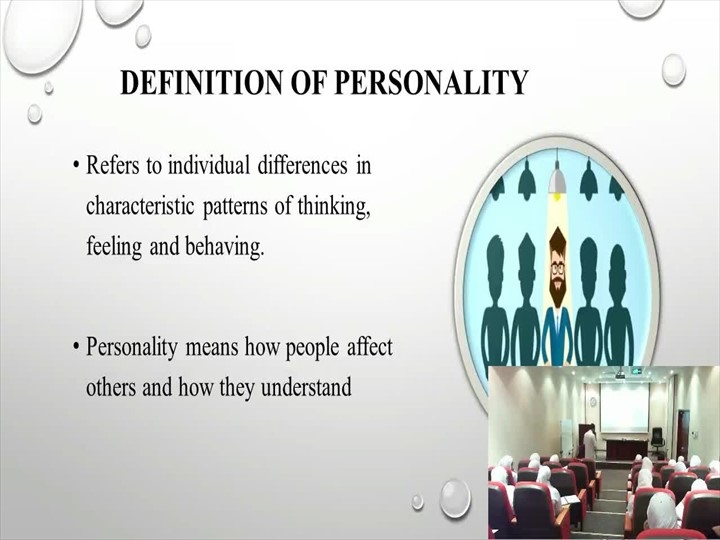 DEFINITION OF PERSONALITY
• Refers to individual differences in
characteristic patterns of thinking,
feeling and behaving.
• Personality means how people affect
others and how they understand